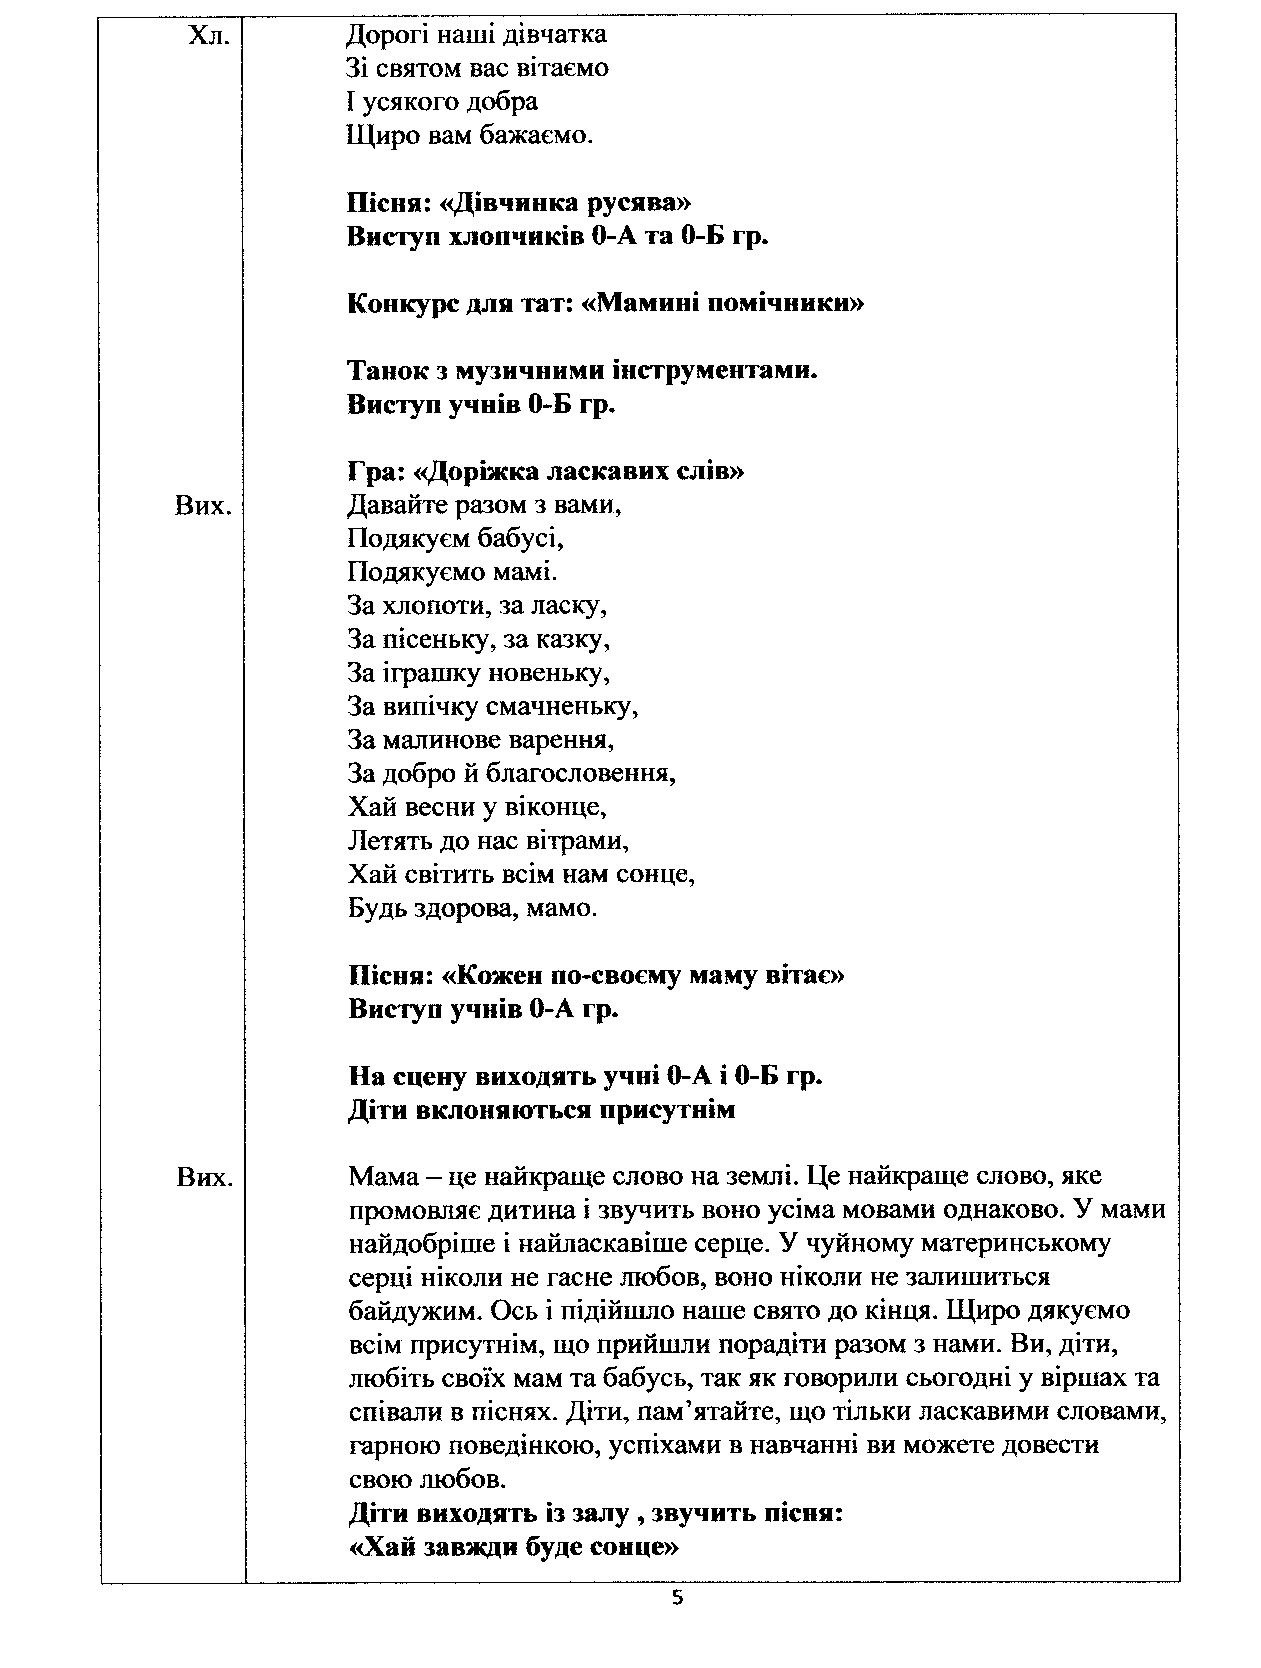 Хл. Дорогі наші дівчатка
Зі святом вас вітаємо
І усякого добра
Щиро вам бажаємо.
Пісня: «Дівчинка русява»
Виступ хлопчиків 0-А та 0-Б гр.
Конкурс для тат: «Мамині помічники»
Танок з музичними інструментами.
Виступ учнів 0-Б гр.
Гра: «Доріжка ласкавих слів»
Вих. Давайте разом з вами,
Подякуєм бабусі,
Подякуємо мамі.
За хлопоти, за ласку,
За пісеньку, за казку,
За іграшку новеньку,
За випічку смачненьку,
За малинове варення,
За добро й благословення,
Хай весни у віконце,
Летять до нас вітрами,
Хай світить всім нам сонце,
Будь здорова, мамо.
Пісня: «Кожен по-своєму маму вітає»
Виступ учнів 0-А гр.
На сцену виходять учні 0-А і 0-Б гр.
Діти вклоняються присутнім
Вих. Мама – це найкраще слово на землі. Це найкраще слово, яке
промовляє дитина і звучить воно усіма мовами однаково. У мами
найдобріше і найласкавіше серце. У чуйному материнському
серці ніколи не гасне любов, воно ніколи не залишиться
байдужим. Ось і підійшло наше свято до кінця. Щиро дякуємо
всім присутнім, що прийшли порадіти разом з нами. Ви, діти,
любіть своїх мам та бабусь, так як говорили сьогодні у віршах та
співали в піснях. Діти, пам’ятайте, що тільки ласкавими словами,
гарною поведінкою, успіхами в навчанні ви можете довести
свою любов.
Діти виходять із залу , звучить пісня:
«Хай завжди буде сонце»
5